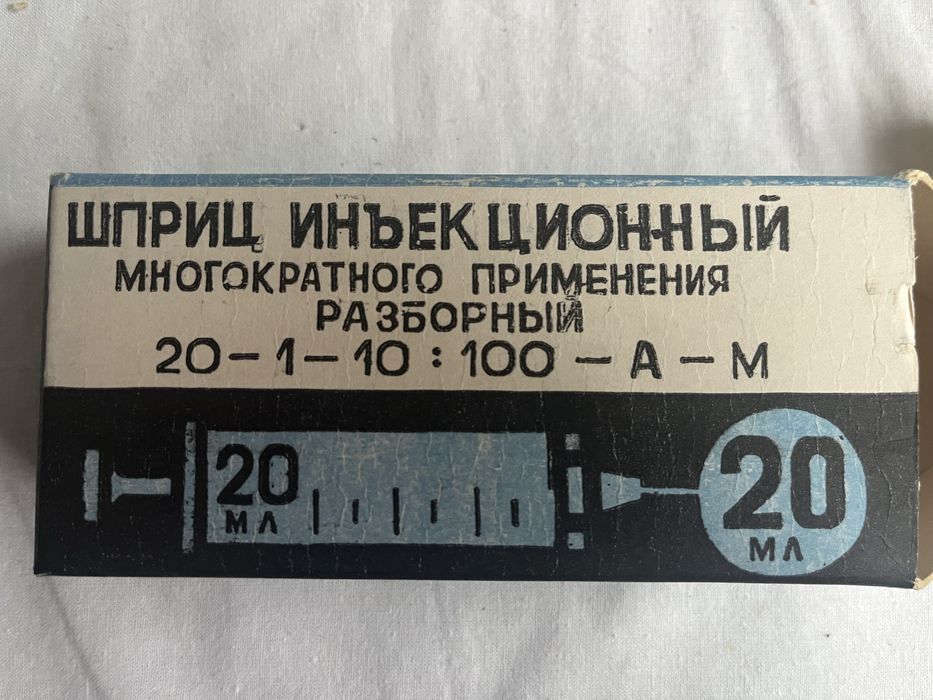 ШПРИЦ ИНЪЕКЦИОННЫЙ
МНОГОКРАТНОГО ПРИМЕНЕНИЯ
РАЗБОРНЫЙ
20-1-10:100-А-М
20
МЛ
20
МЛ